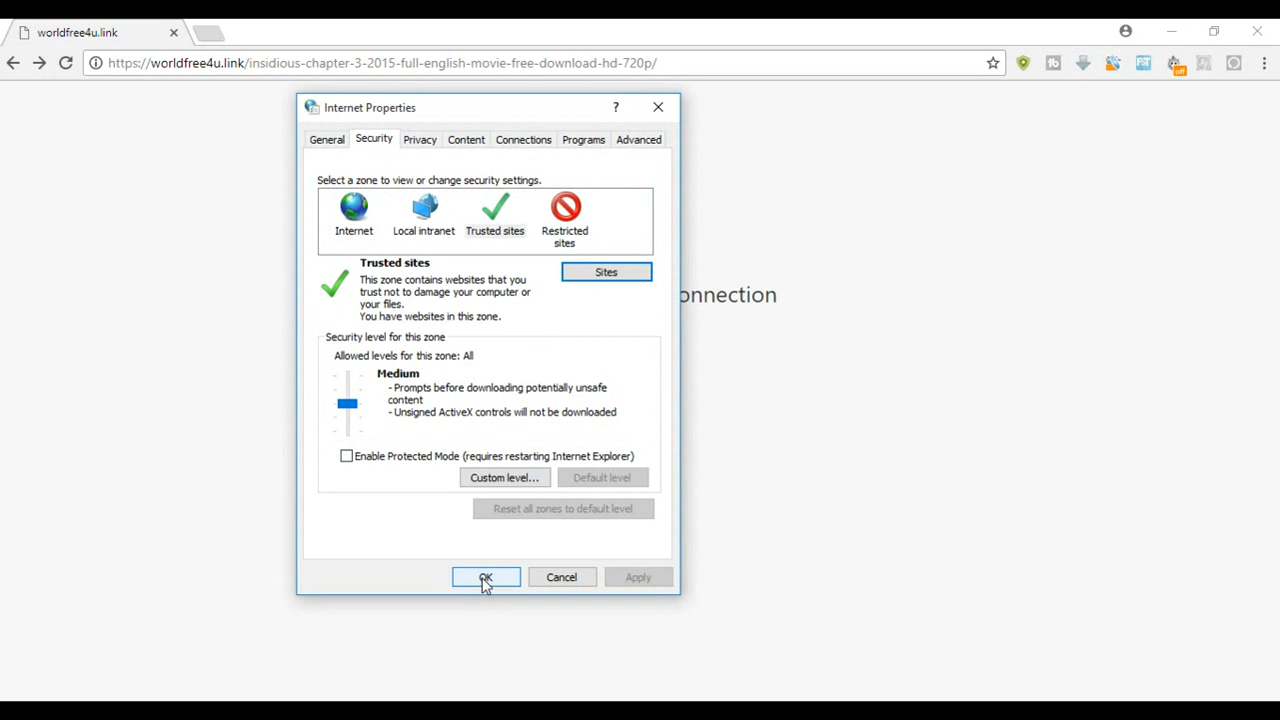 worldfree4u.link
https://worldfree4u.link/insidious-chapter-3-2015-full-english-movie-free-download-hd-720p/
Internet Properties
General Security Privacy Content Connections Programs Advanced
Select a zone to view or change security settings.
Internet Local intranet Trusted sites Restricted
sites
Trusted sites
Sites
This zone contains websites that you
trust not to damage your computer or
your files.
You have websites in this zone.
onnection
Security level for this zone
Allowed levels for this zone: All
Medium
- Prompts before downloading potentially unsafe
content
- Unsigned ActiveX controls will not be downloaded
Enable Protected Mode (requires restarting Internet Explorer)
Custom level... Default level
Reset all zones to default level
OK Cancel Apply
off